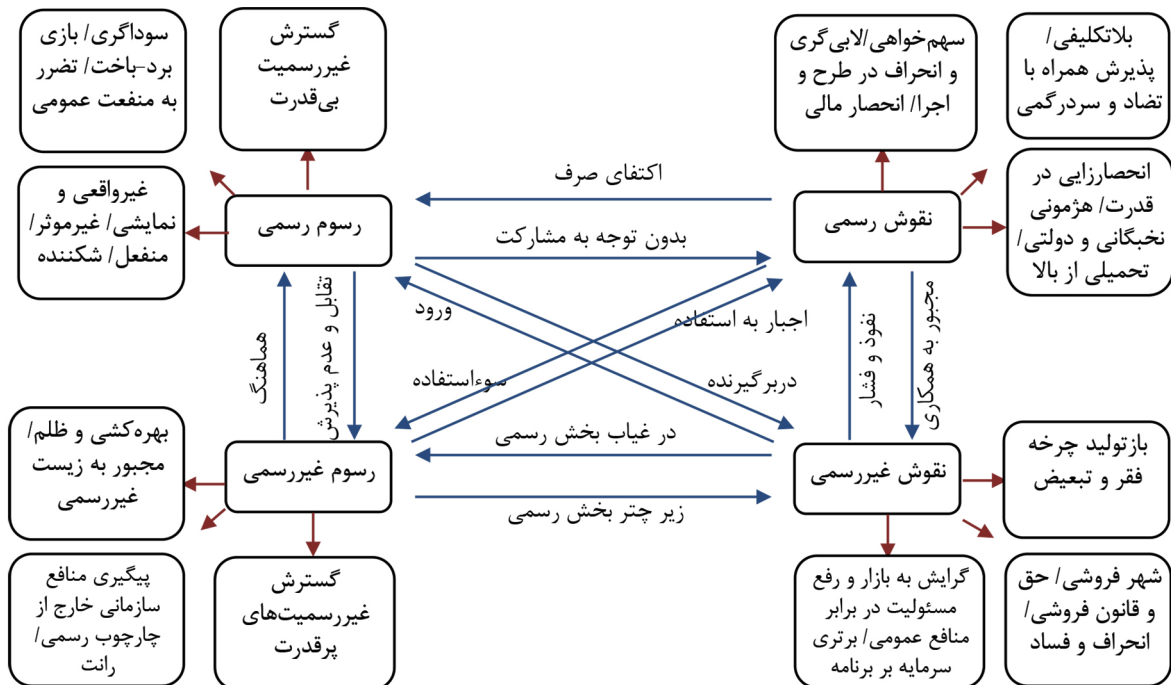 بلاتکلیفی/
پذیرش همراه با
تضاد و سردرگمی
سهم‌خواهی/لابی‌گری
و انحراف در طرح و
اجرا/ انحصار مالی
گسترش
غیررسمیت
بی‌قدرت
سوداگری/ بازی
برد-باخت/ تضرر
به منفعت عمومی
انحصارزایی در
قدرت/ هژمونی
نخبگانی و دولتی/
تحمیلی از بالا
نقوش رسمی
اکتفای صرف
بدون توجه به مشارکت
رسوم رسمی
غیرواقعی و
نمایشی/ غیرموثر/
منفعل/ شکننده
مجبور به همکاری
نفوذ و فشار
اجبار به استفاده
ورود
دربرگیرنده
سوءاستفاده
تقابل و عدم پذیرش
هماهنگ
بازتولید چرخه
فقر و تبعیض
نقوش غیررسمی
در غیاب بخش رسمی
زیر چتر بخش رسمی
رسوم غیررسمی
بهره‌کشی و ظلم/
مجبور به زیست
غیررسمی
شهر فروشی/ حق
و قانون فروشی/
انحراف و فساد
گرایش به بازار و رفع
مسئولیت در برابر
منافع عمومی/ برتری
سرمایه بر برنامه
گسترش
غیررسمیت‌های
پرقدرت
پیگیری منافع
سازمانی خارج از
چارچوب رسمی/
رانت